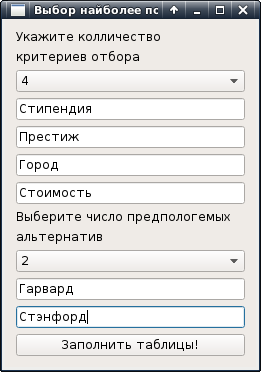 Выбор наиболее пс
Укажите колличество
критериев отбора
4
Стипендия
Престиж
Город
Стоимость
Выберите число предпологемых
альтернатив
2
Гарвард
Стэнфорд
Заполнить таблицы!